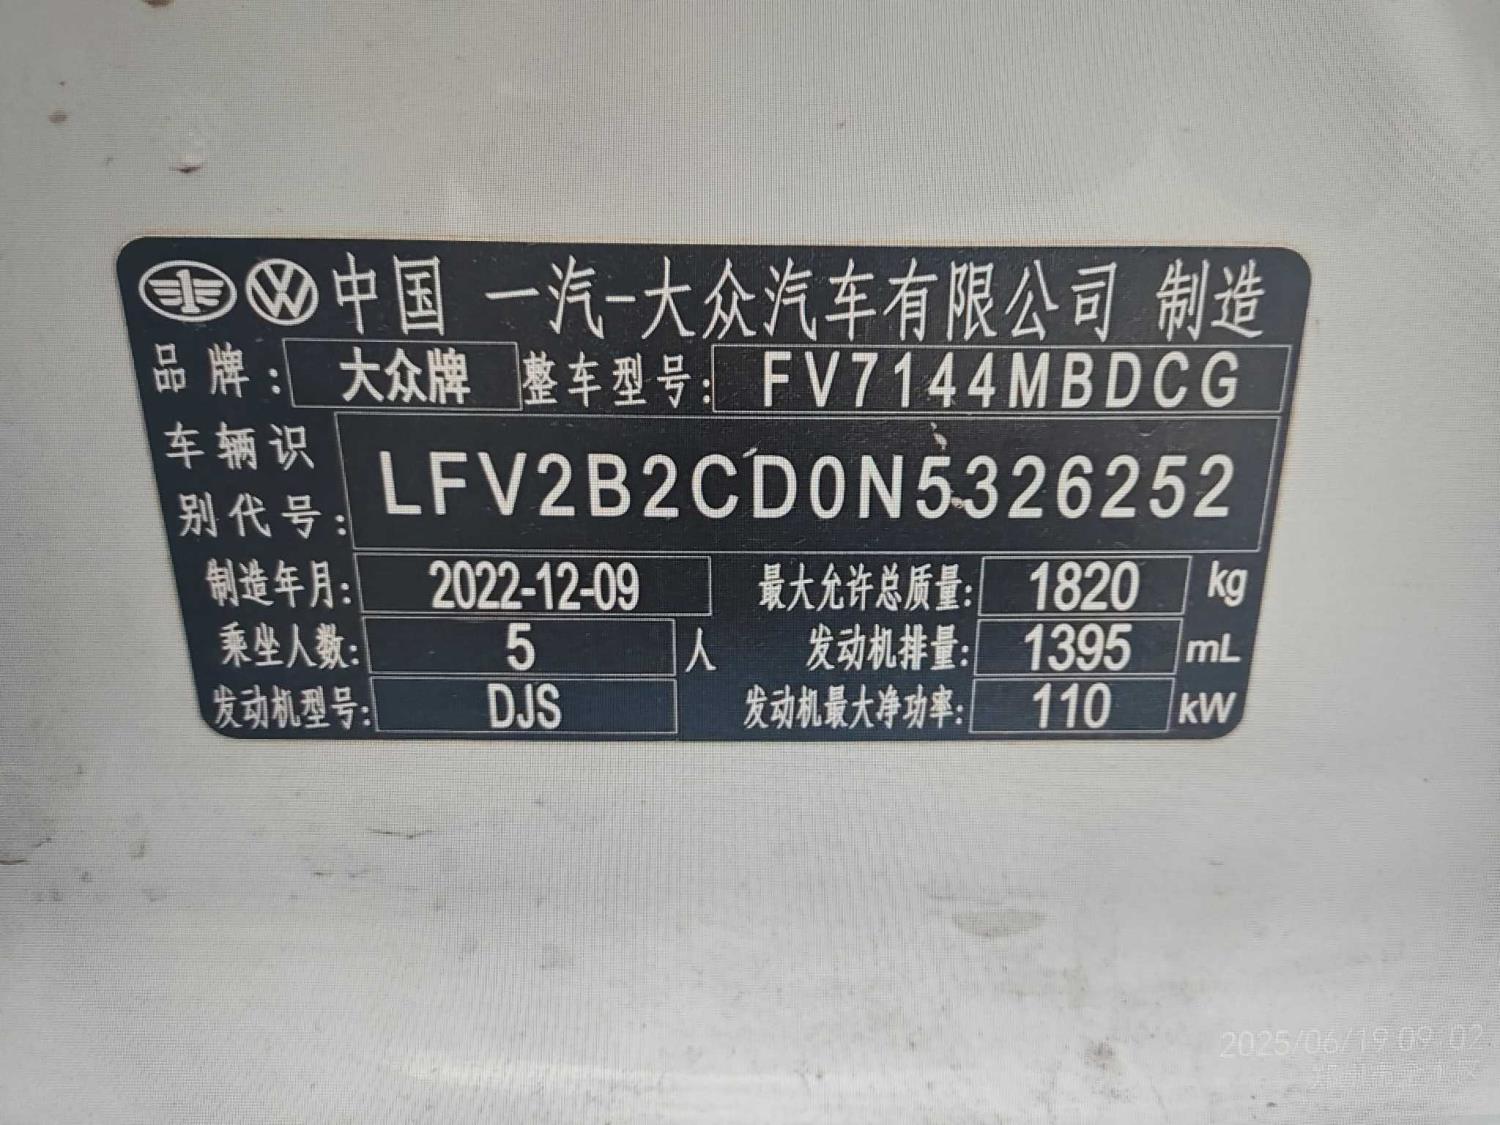 中国 一汽-大众汽车有限公司 制造
品牌: 大众牌 整车型号: FV7144MBDCG
车辆识别代号: LFV2B2CD0N5326252
制造年月: 2022-12-09 最大允许总质量: 1820 kg
乘坐人数: 5 人 发动机排量: 1395 mL
发动机型号: DJS 发动机最大净功率: 110 kW
2025/06/19 09:02